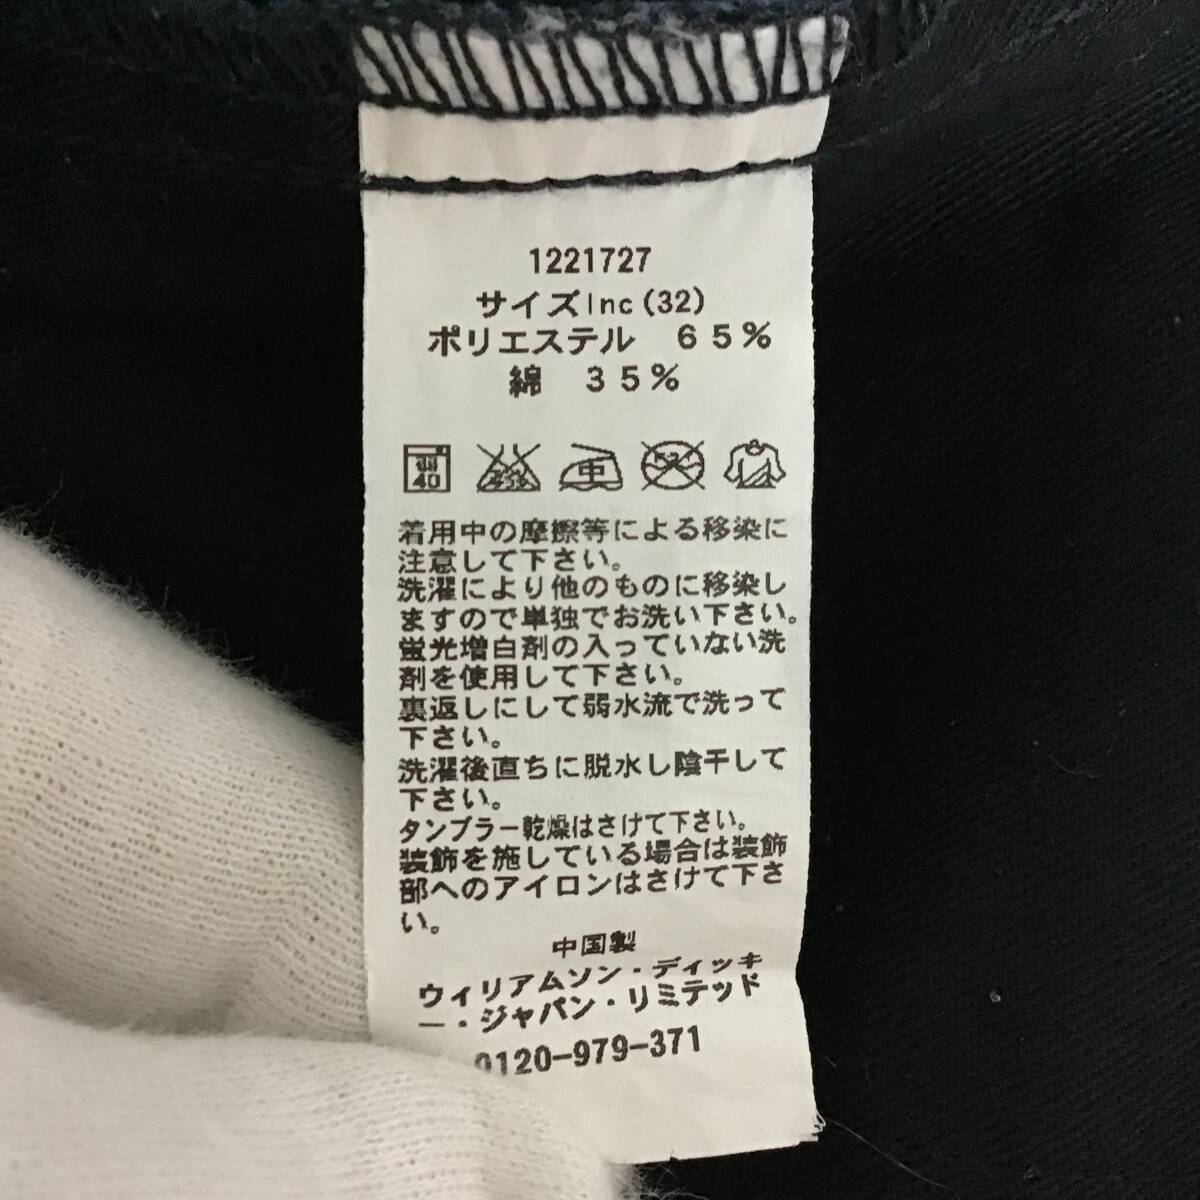 1221727
サイズInc(32)
ポリエステル 65%
綿 35%
弱
40
中
着用中の摩擦等による移染に
注意して下さい。
洗濯により他のものに移染し
ますので単独でお洗い下さい。
蛍光増白剤の入っていない洗
剤を使用して下さい。
裏返しにして弱水流で洗って
下さい。
洗濯後直ちに脱水し陰干して
下さい。
タンブラー乾燥はさけて下さい。
装飾を施している場合は装飾
部へのアイロンはさけて下さ
い。
中国製
ウィリアムソン・ディッキ
ー・ジャパン・リミテッド
0120-979-371